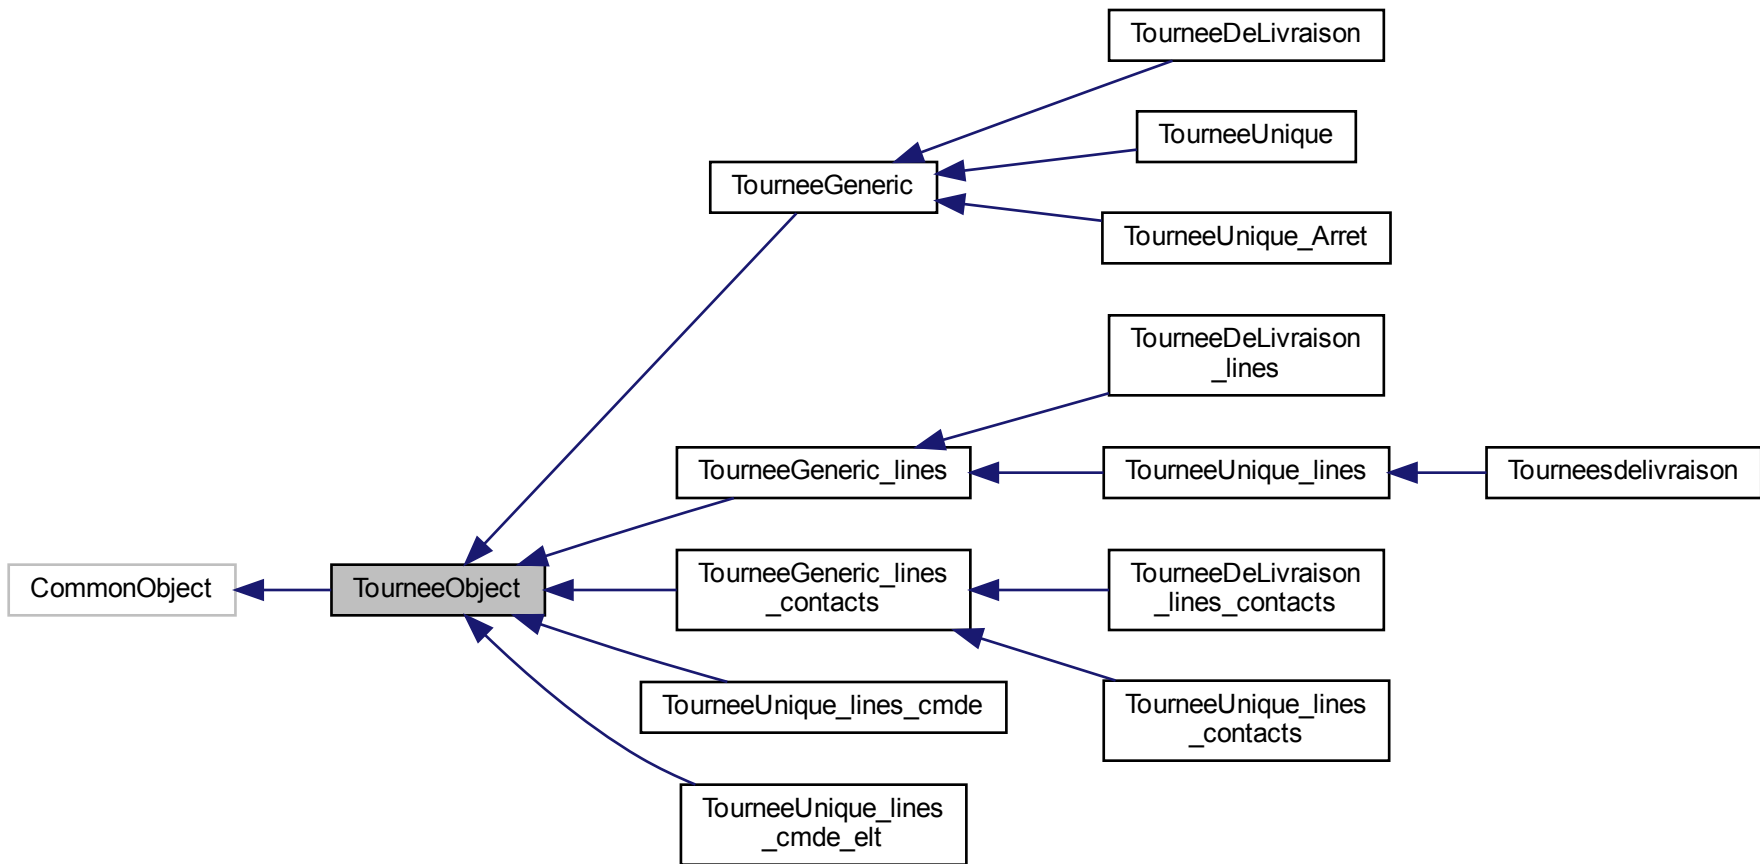 TourneeDeLivraison
TourneeUnique
TourneeGeneric
TourneeUnique_Arret
TourneeDeLivraison
_lines
TourneeGeneric_lines
TourneeUnique_lines
Tourneesdelivraison
CommonObject
TourneeObject
TourneeGeneric_lines
_contacts
TourneeDeLivraison
_lines_contacts
TourneeUnique_lines_cmde
TourneeUnique_lines
_contacts
TourneeUnique_lines
_cmde_elt